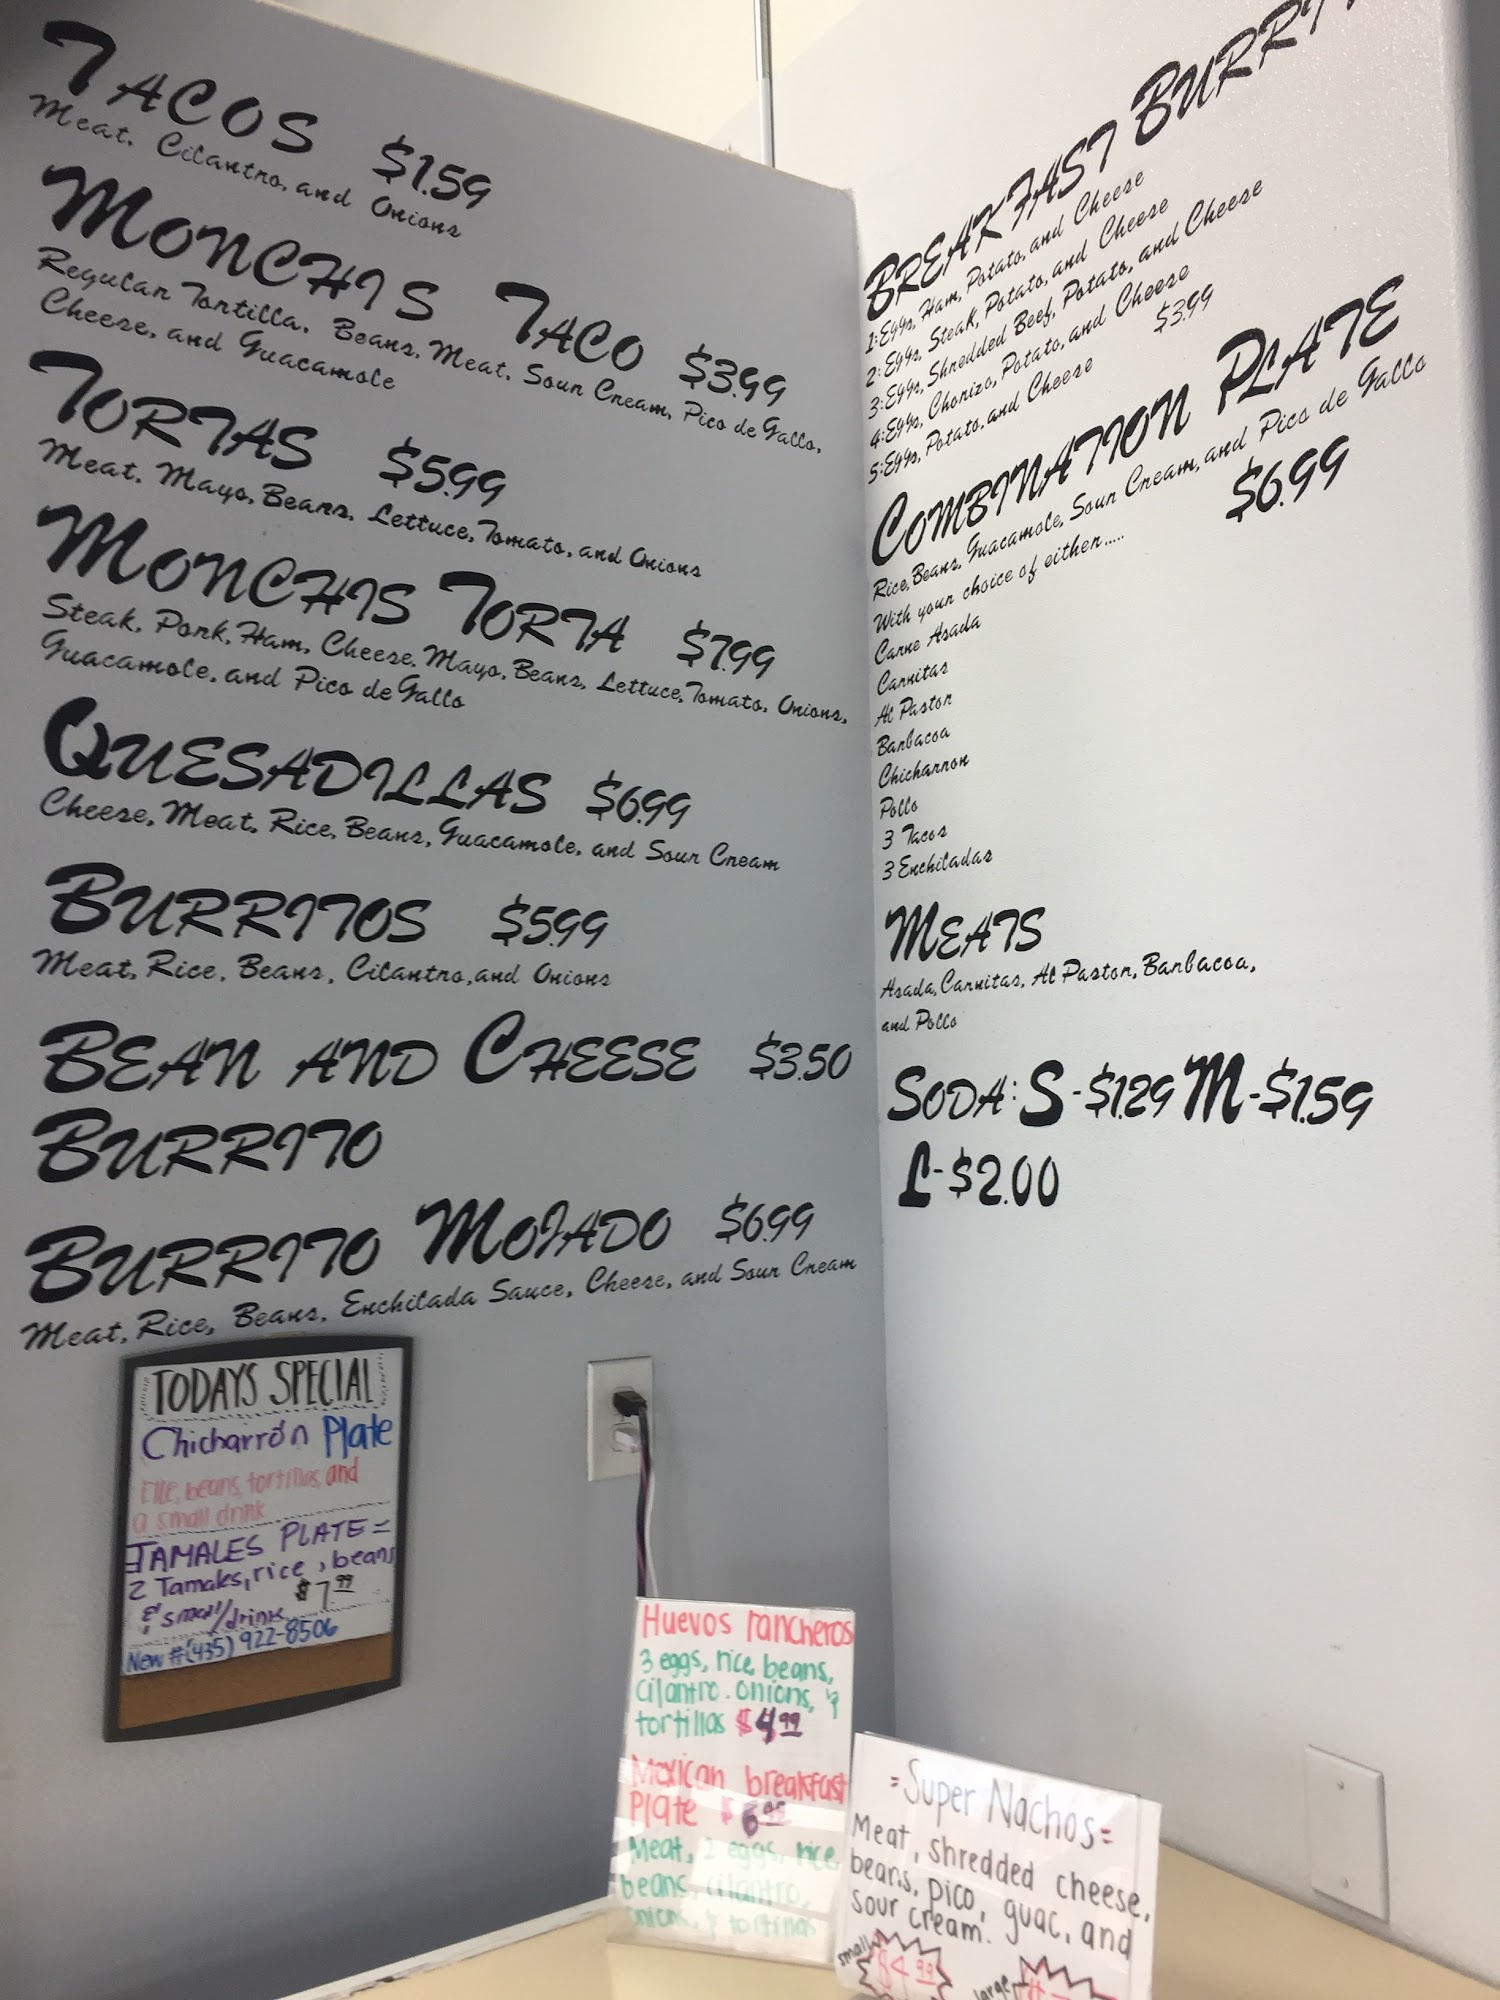 TACOS $1.59
Meat, Cilantro, and Onions
MONCHIS TACO $3.99
Regular Tortilla, Beans, Meat, Sour Cream, Pico de Gallo,
Cheese, and Guacamole
TORTAS $5.99
Meat, Mayo, Beans, Lettuce, Tomato, and Onions
MONCHIS TORTA $7.99
Steak, Pork, Ham, Cheese, Mayo, Beans, Lettuce, Tomato, Onions,
Guacamole, and Pico de Gallo
QUESADILLAS $6.99
Cheese, Meat, Rice, Beans, Guacamole, and Sour Cream
BURRITOS $5.99
Meat, Rice, Beans, Cilantro, and Onions
BEAN AND CHEESE $3.50
BURRITO
BURRITO MOJADO $6.99
Meat, Rice, Beans, Enchilada Sauce, Cheese, and Sour Cream
BREAKFAST
1: Eggs, Ham, Potato, and Cheese
2: Eggs, Steak, Potato, and Cheese
3: Eggs, Shredded Beef, Potato, and Cheese
4: Eggs, Chorizo, Potato, and Cheese
5: Eggs, Potato, and Cheese $3.99
COMBINATION PLATE
Rice, Beans, Guacamole, Sour Cream, and Pico de Gallo
With your choice of either..... $6.99
Carne Asada
Carnitas
Al Pastor
Barbacoa
Chicharron
Pollo
3 Tacos
3 Enchiladas
MEATS
Asada, Carnitas, Al Pastor, Barbacoa,
and Pollo
SODA: S-$1.29 M-$1.59
L-$2.00
TODAYS SPECIAL
Chicharrón Plate
rice, beans, tortillas, and
a small drink
TAMALES PLATE =
2 Tamales, rice, beans
& small/drink $7.99
New #(435) 922-8506
Huevos rancheros
3 eggs, rice, beans,
cilantro, onions, &
tortillas $4.99
Mexican breakfast
Plate $6.99
Meat, 2 eggs, rice
beans, cilantro,
onions, & tortillas
=Super Nachos=
Meat, shredded cheese,
beans, pico, guac, and
sour cream.
small $4.99 large